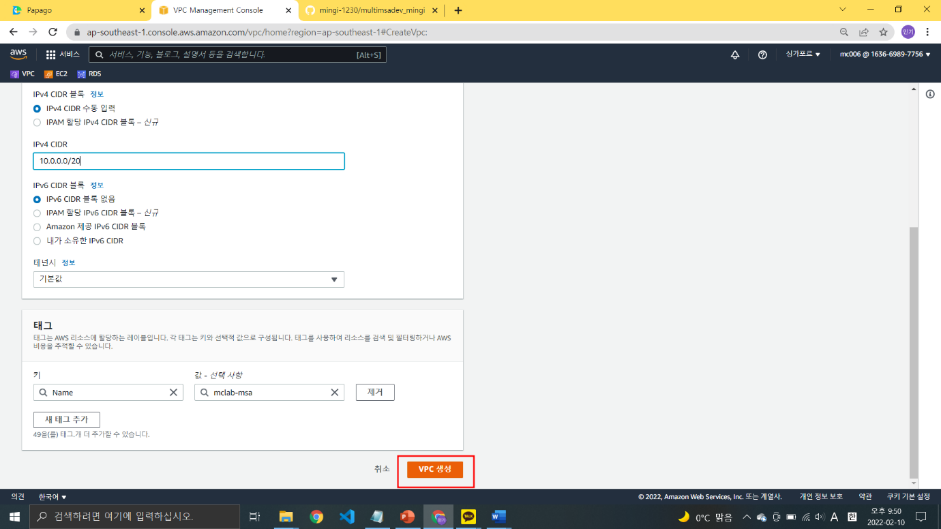 Papago
VPC Management Console
mingi-1230/multimsadev_mingi
ap-southeast-1.console.aws.amazon.com/vpc/home?region=ap-southeast-1#CreateVpc:
민기
aws
서비스
서비스, 기능, 블로그, 설명서 등을 검색합니다.
[Alt+S]
싱가포르
mc006 @ 1636-6989-7756
VPC
EC2
RDS
IPv4 CIDR 블록 정보
IPv4 CIDR 수동 입력
IPAM 할당 IPv4 CIDR 블록 – 신규
IPv4 CIDR
10.0.0.0/20
IPv6 CIDR 블록 정보
IPv6 CIDR 블록 없음
IPAM 할당 IPv6 CIDR 블록 – 신규
Amazon 제공 IPv6 CIDR 블록
내가 소유한 IPv6 CIDR
테넌시 정보
기본값
태그
태그는 AWS 리소스에 할당하는 레이블입니다. 각 태그는 키와 선택적 값으로 구성됩니다. 태그를 사용하여 리소스를 검색 및 필터링하거나 AWS
비용을 추적할 수 있습니다.
키
값 – 선택 사항
Name
mclab-msa
제거
새 태그 추가
49을(를) 태그.개 더 추가할 수 있습니다.
취소
VPC 생성
의견
한국어
© 2022, Amazon Web Services, Inc. 또는 계열사.
개인 정보 보호
약관
쿠키 기본 설정
검색하려면 여기에 입력하십시오.
0°C 맑음
A
오후 9:50
2022-02-10